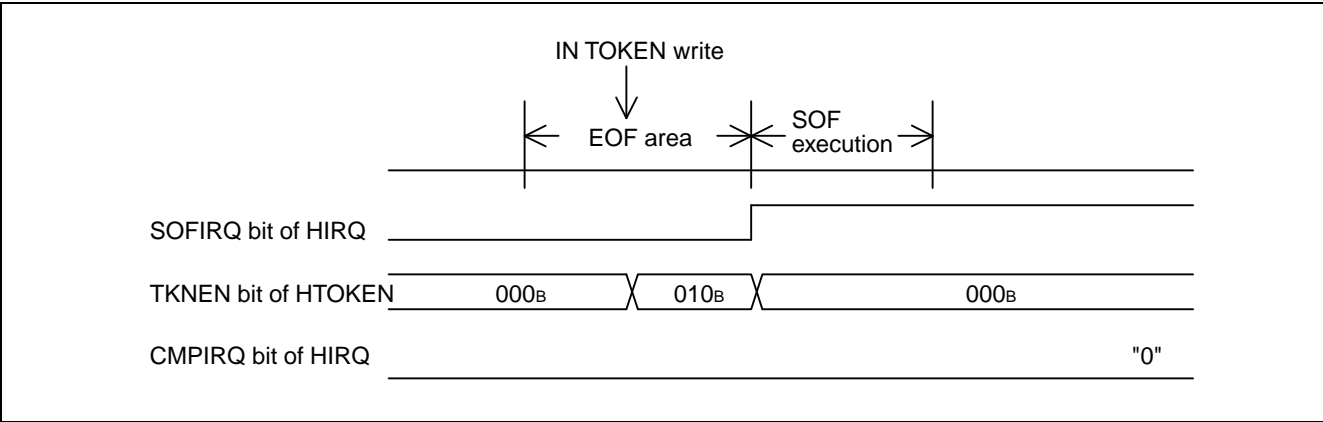 IN TOKEN write
EOF area
SOF
execution
SOFIRQ bit of HIRQ
TKNEN bit of HTOKEN
000B
010B
000B
CMPIRQ bit of HIRQ
"0"